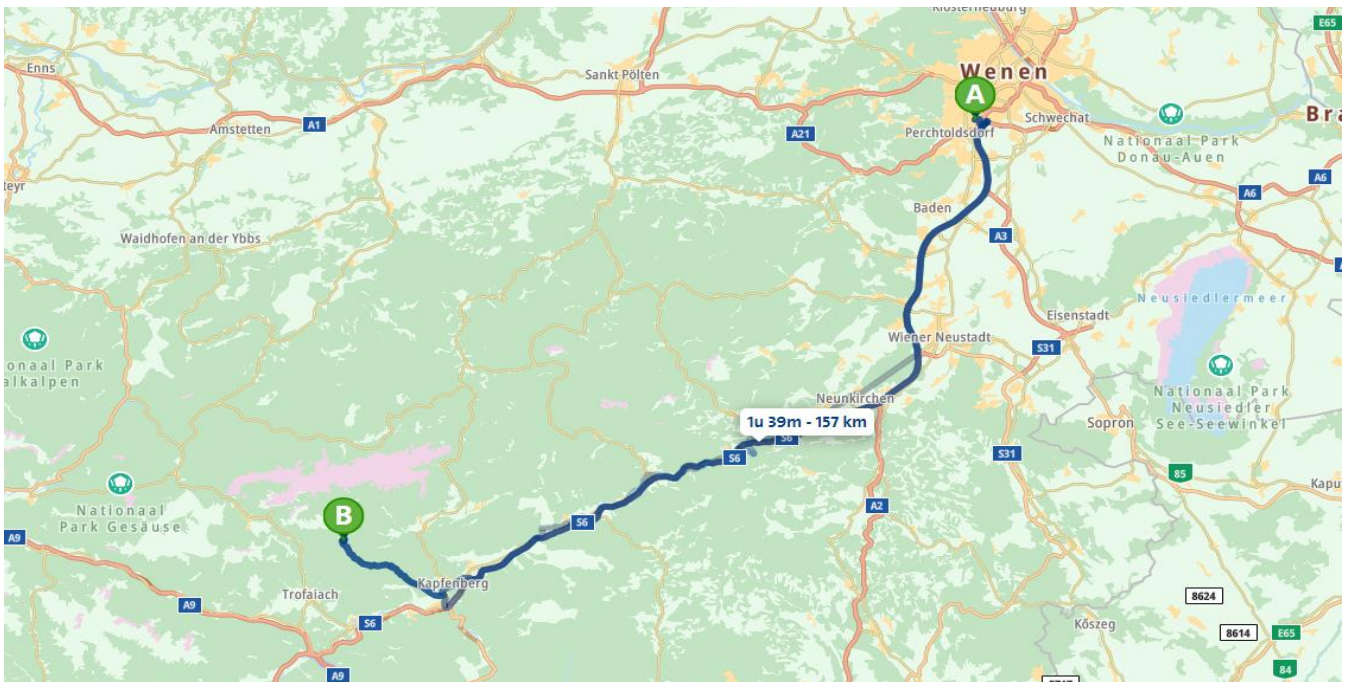 Klosterneuburg
E65
Enns
Sankt Pölten
Wenen
A
Amstetten
A1
A21
Perchtoldsdorf
Schwechat
Bra
Nationaal Park
Donau-Auen
teyr
A6
A6
Baden
A3
Waidhofen an der Ybbs
Neusiedlermeer
Eisenstadt
Wiener Neustadt
S31
onaal Park
alkalpen
Nationaal Park
Neusiedler
See-Seewinkel
Neunkirchen
1u 39m - 157 km
S6
Sopron
S6
S31
85
Kapu
Nationaal
Park Gesäuse
B
A2
S6
A9
Kapfenberg
Trofaiach
A9
8624
S6
Kőszeg
8614
E65
A9
84